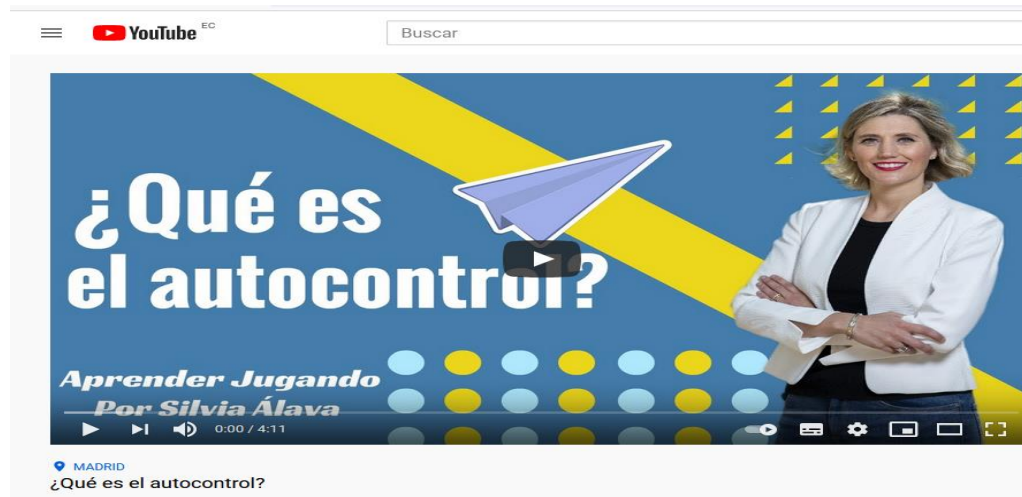 YouTube EC
Buscar
¿Qué es
el autocontrol?
Aprender Jugando
Por Silvia Álava
0:00 / 4:11
MADRID
¿Qué es el autocontrol?